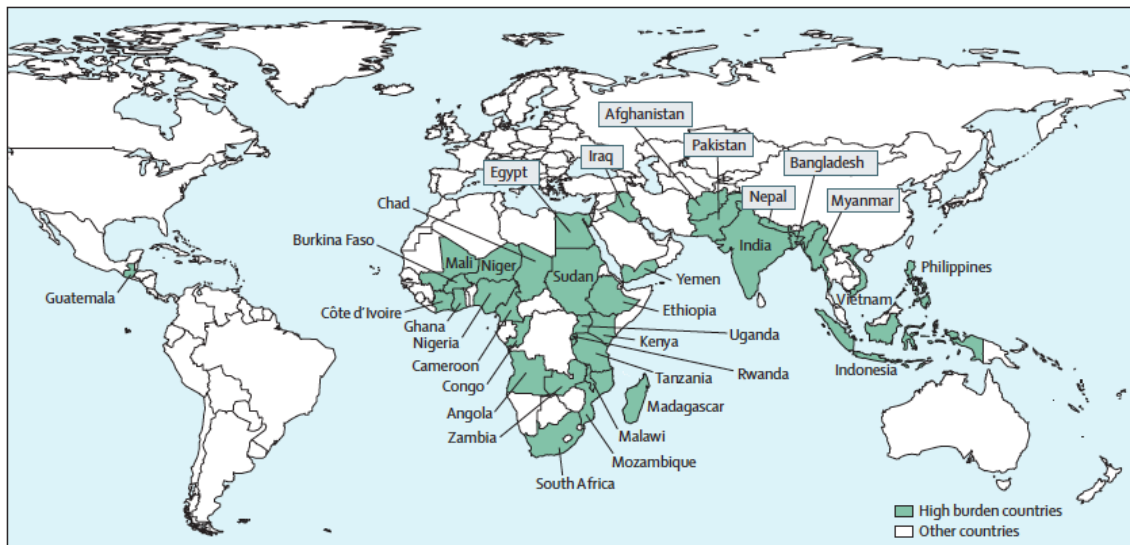 Afghanistan
Pakistan
Iraq
Bangladesh
Egypt
Nepal
Chad
Myanmar
Burkina Faso
Mali
Niger
India
Sudan
Philippines
Guatemala
Yemen
Vietnam
Côte d'Ivoire
Ethiopia
Ghana
Uganda
Nigeria
Kenya
Cameroon
Indonesia
Rwanda
Tanzania
Congo
Madagascar
Angola
Malawi
Zambia
Mozambique
South Africa
High burden countries
Other countries